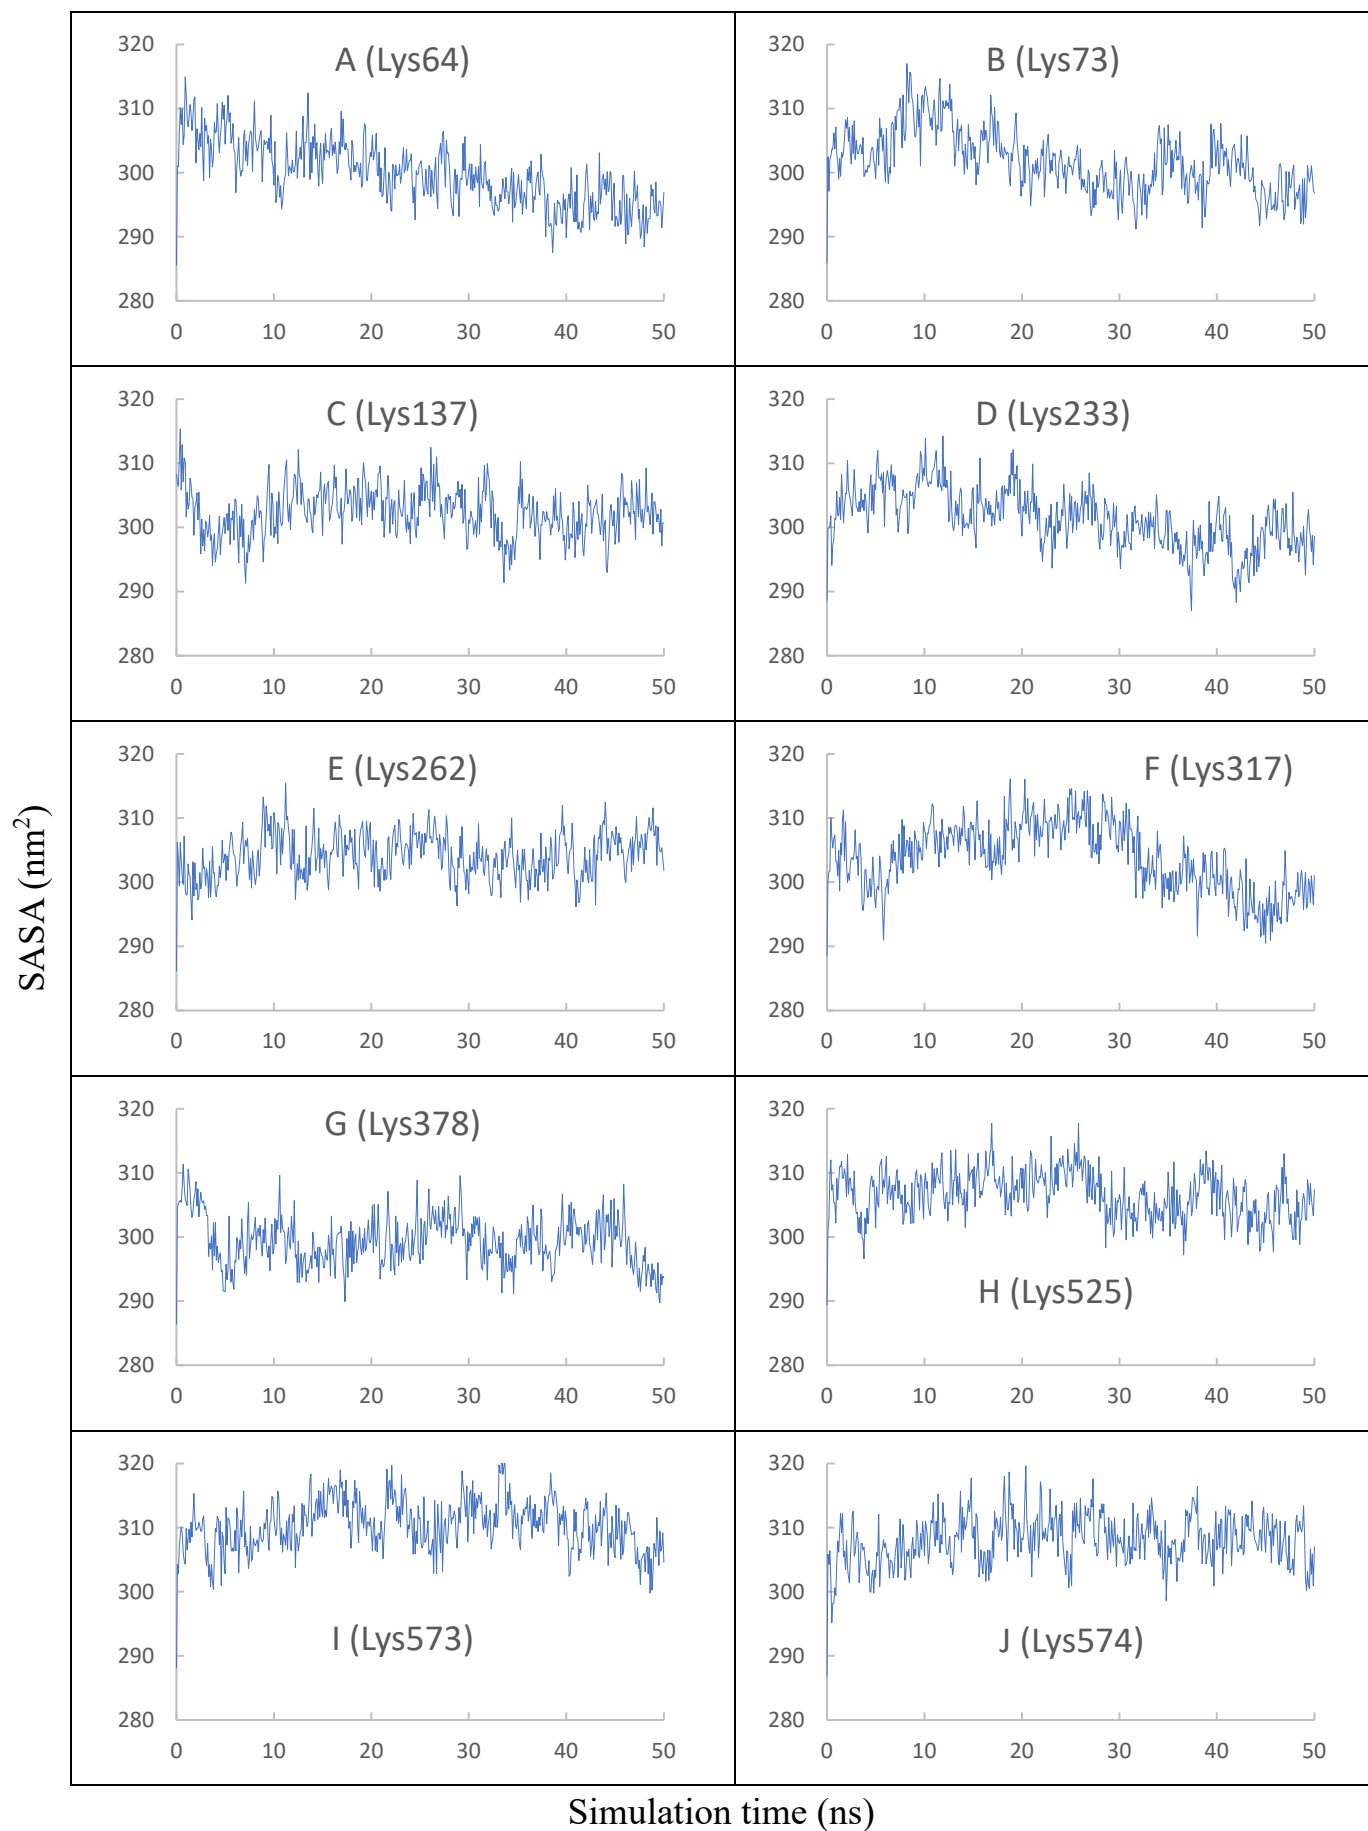 A (Lys64)
320
310
300
290
280
0 10 20 30 40 50
B (Lys73)
320
310
300
290
280
0 10 20 30 40 50
C (Lys137)
320
310
300
290
280
0 10 20 30 40 50
D (Lys233)
320
310
300
290
280
0 10 20 30 40 50
E (Lys262)
320
310
300
290
280
0 10 20 30 40 50
F (Lys317)
320
310
300
290
280
0 10 20 30 40 50
G (Lys378)
320
310
300
290
280
0 10 20 30 40 50
H (Lys525)
320
310
300
290
280
0 10 20 30 40 50
I (Lys573)
320
310
300
290
280
0 10 20 30 40 50
J (Lys574)
320
310
300
290
280
0 10 20 30 40 50
SASA (nm²)
Simulation time (ns)